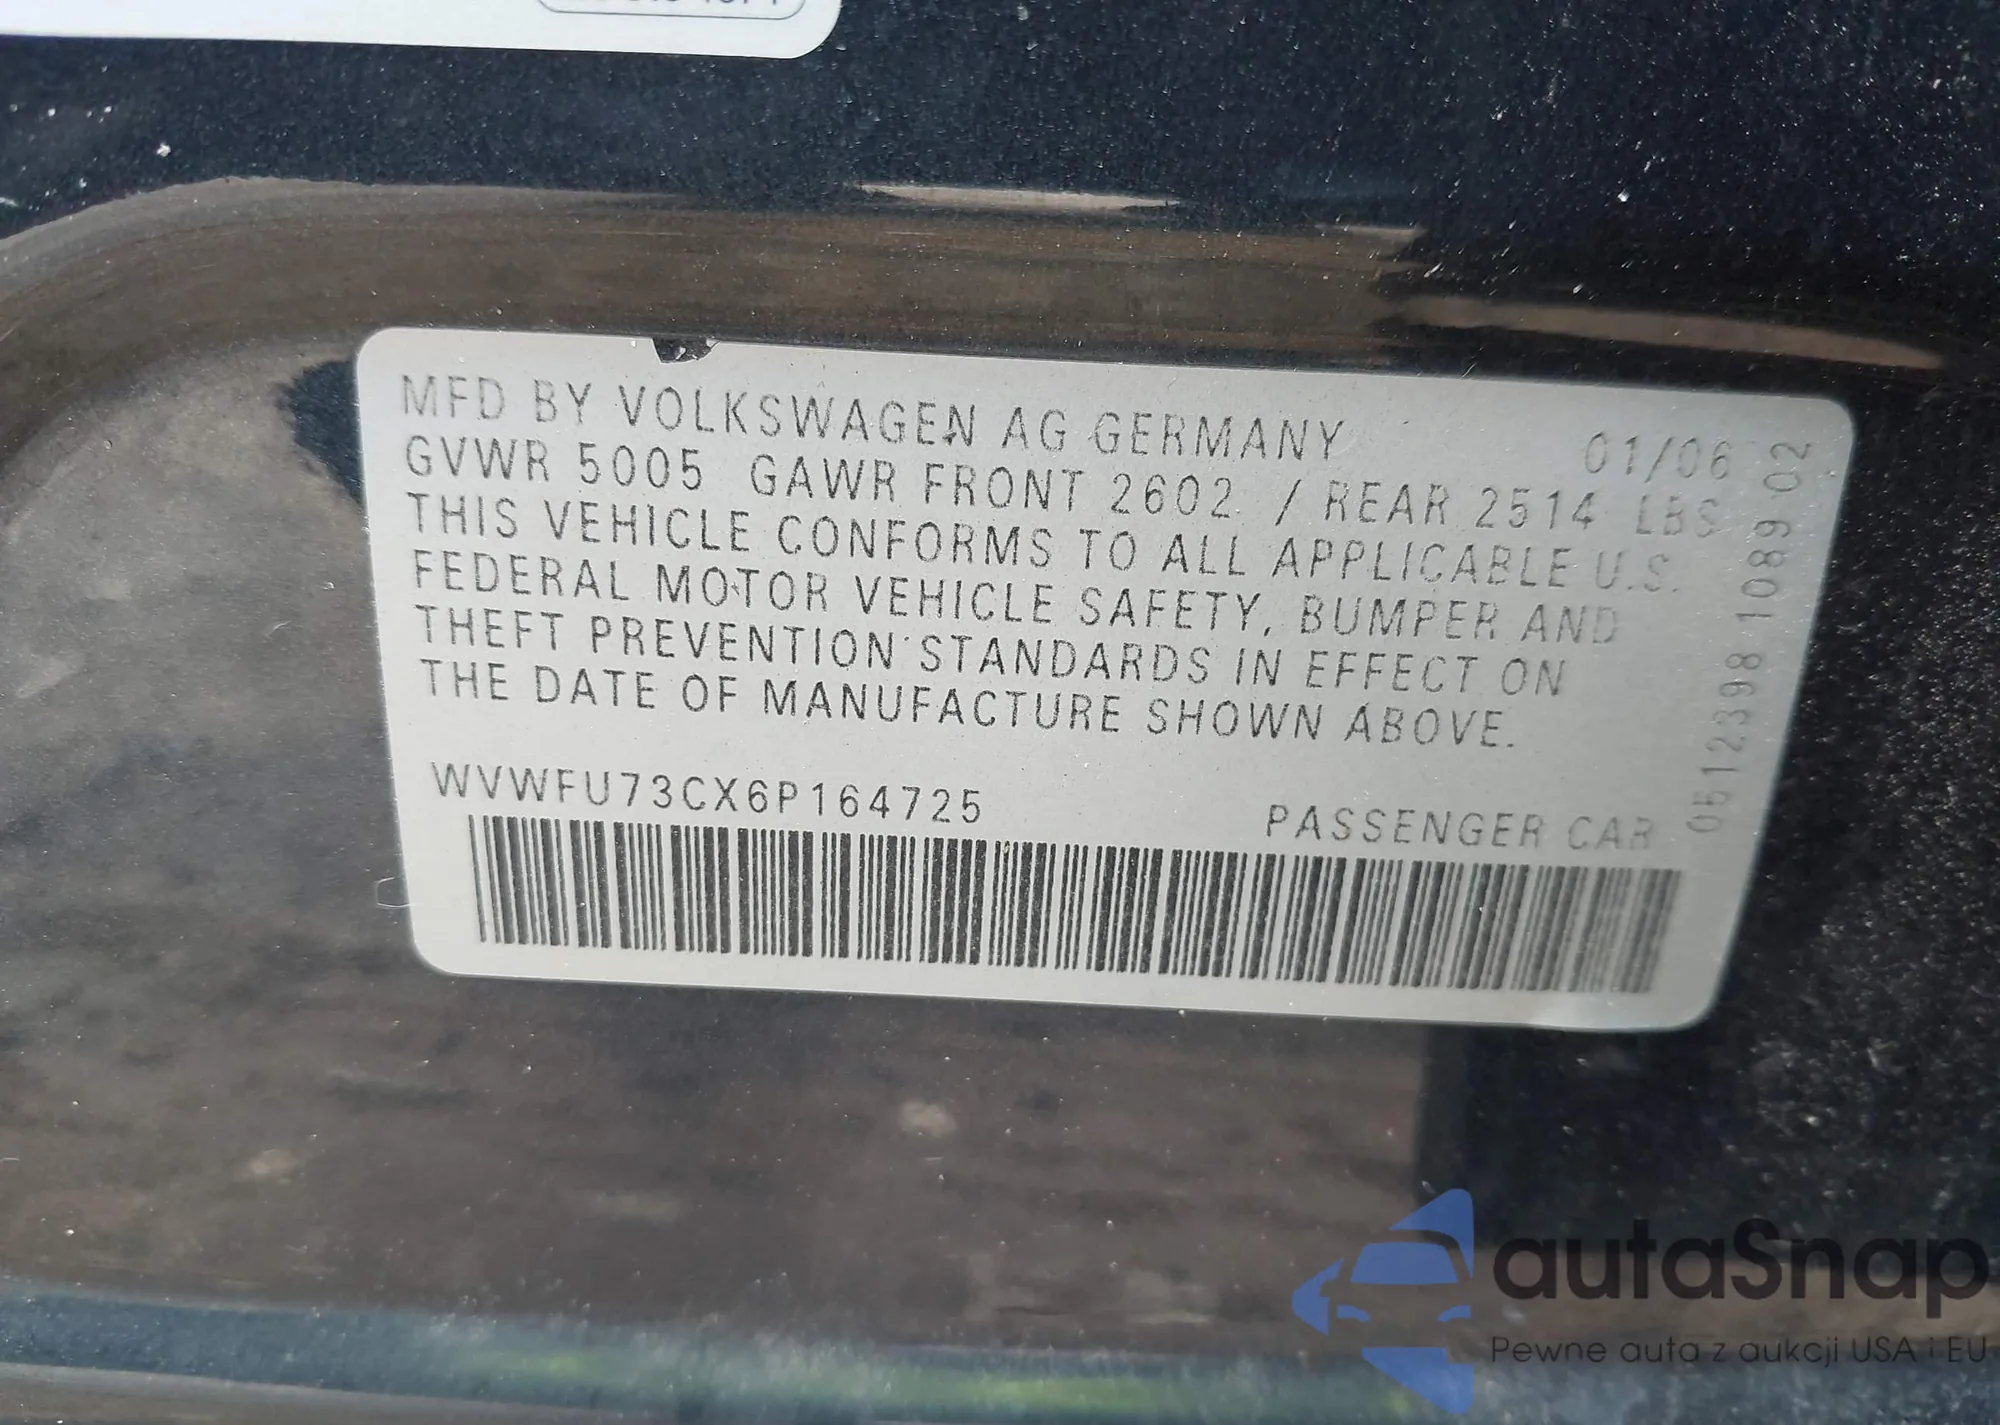 MFD BY VOLKSWAGEN AG GERMANY 01/06
GVWR 5005 GAWR FRONT 2602 / REAR 2514 LBS
THIS VEHICLE CONFORMS TO ALL APPLICABLE U.S.
FEDERAL MOTOR VEHICLE SAFETY, BUMPER AND
THEFT PREVENTION STANDARDS IN EFFECT ON
THE DATE OF MANUFACTURE SHOWN ABOVE.
WVWFU73CX6P164725
PASSENGER CAR
0512398 1089 02
autaSnap
Pewne auta z aukcji USA i EU